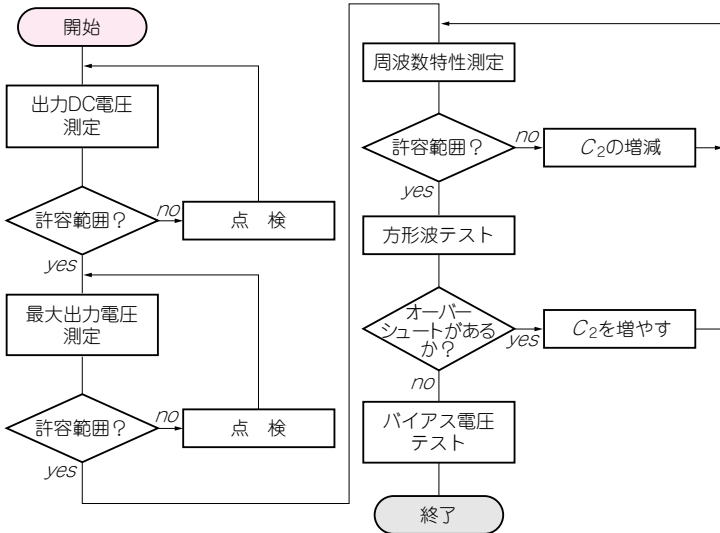 開始
出力DC電圧
測定
許容範囲？
no
点　検
yes
最大出力電圧
測定
許容範囲？
no
点　検
yes
周波数特性測定
許容範囲？
no
C₂の増減
yes
方形波テスト
オーバー
シュートがある
か？
yes
C₂を増やす
no
バイアス電圧
テスト
終了